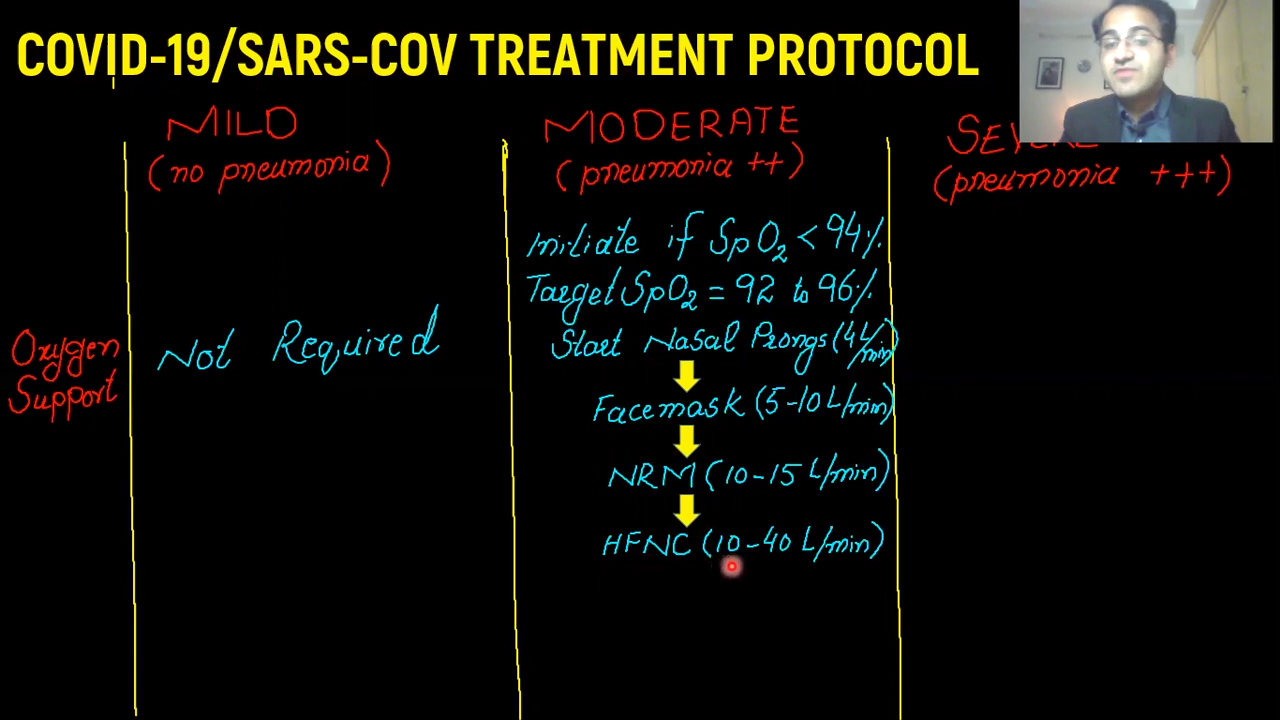 COVID-19/SARS-COV TREATMENT PROTOCOL
MILD
(no pneumonia)
MODERATE
(pneumonia ++)
(pneumonia +++)
Oxygen
Support
Not Required
Initiate if SpO₂ < 94%
Target SpO₂ = 92 to 96%
Start Nasal Prongs (4L/min)
Facemask (5-10 L/min)
NRM (10-15 L/min)
HFNC (10-40 L/min)